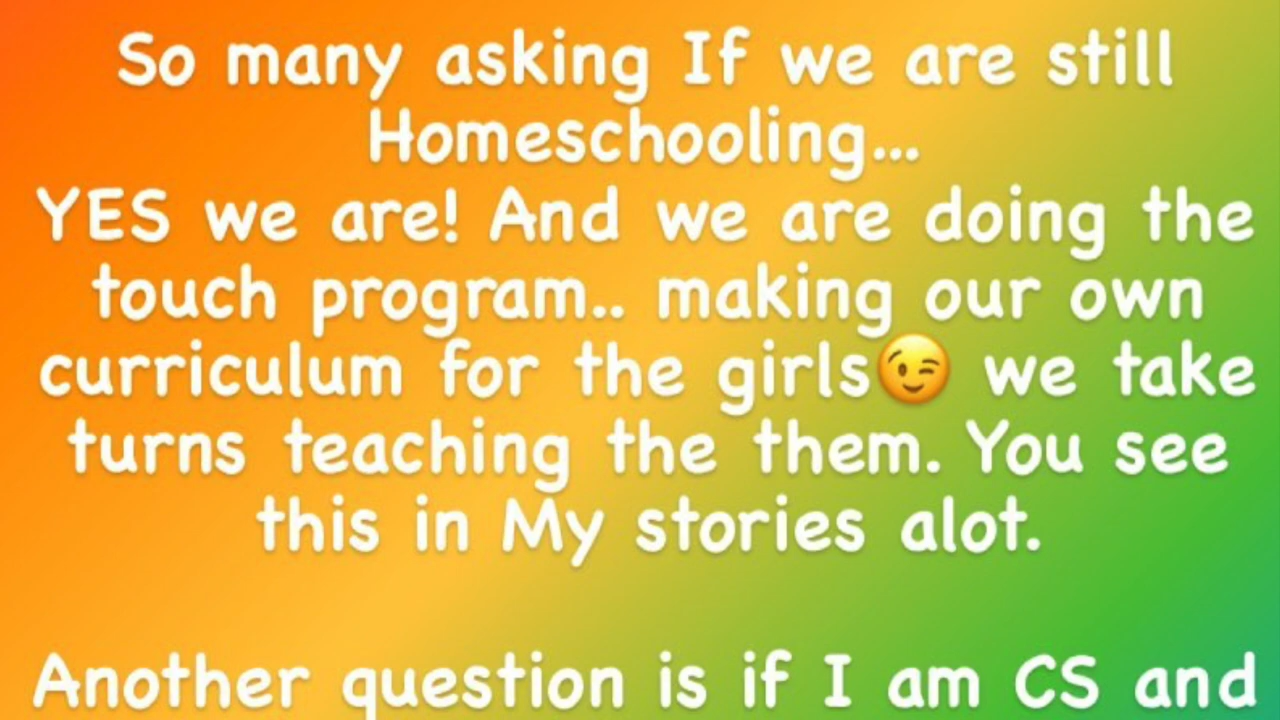 So many asking If we are still
Homeschooling...
YES we are! And we are doing the
touch program.. making our own
curriculum for the girls😉 we take
turns teaching the them. You see
this in My stories alot.
Another question is if I am CS and